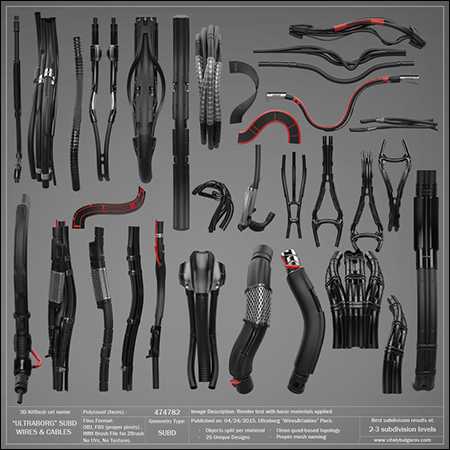 3D KitBash set name
"ULTRABORG" SUBD
WIRES & CABLES
Polycount (faces) 474782
Files Format:
OBJ, FBX (proper pivots)
IMM Brush File for ZBrush
No UVs, No Textures
Geometry Type:
SUBD
Image Description: Render test with basic materials applied
Published on: 04/24/2015. Ultraborg "Wires&Cables" Pack:
- Objects split per material
- 25 Unique Designs
- Clean quad-based topology
- Proper mesh naming
Best subdivision results at:
2-3 subdivision levels
www.vitalybulgarov.com